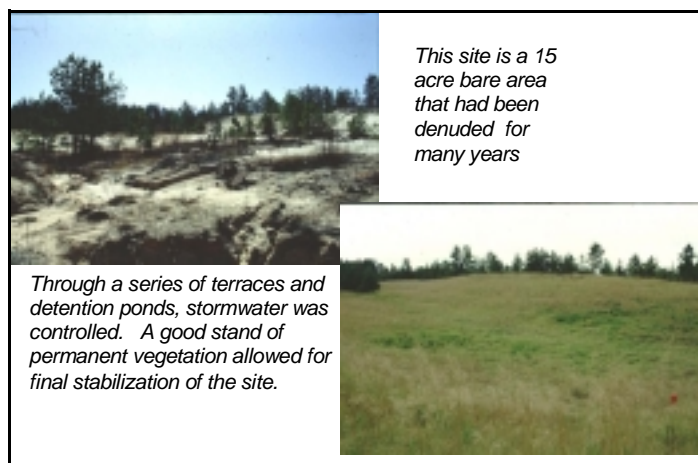 This site is a 15
acre bare area
that had been
denuded for
many years
Through a series of terraces and
detention ponds, stormwater was
controlled. A good stand of
permanent vegetation allowed for
final stabilization of the site.